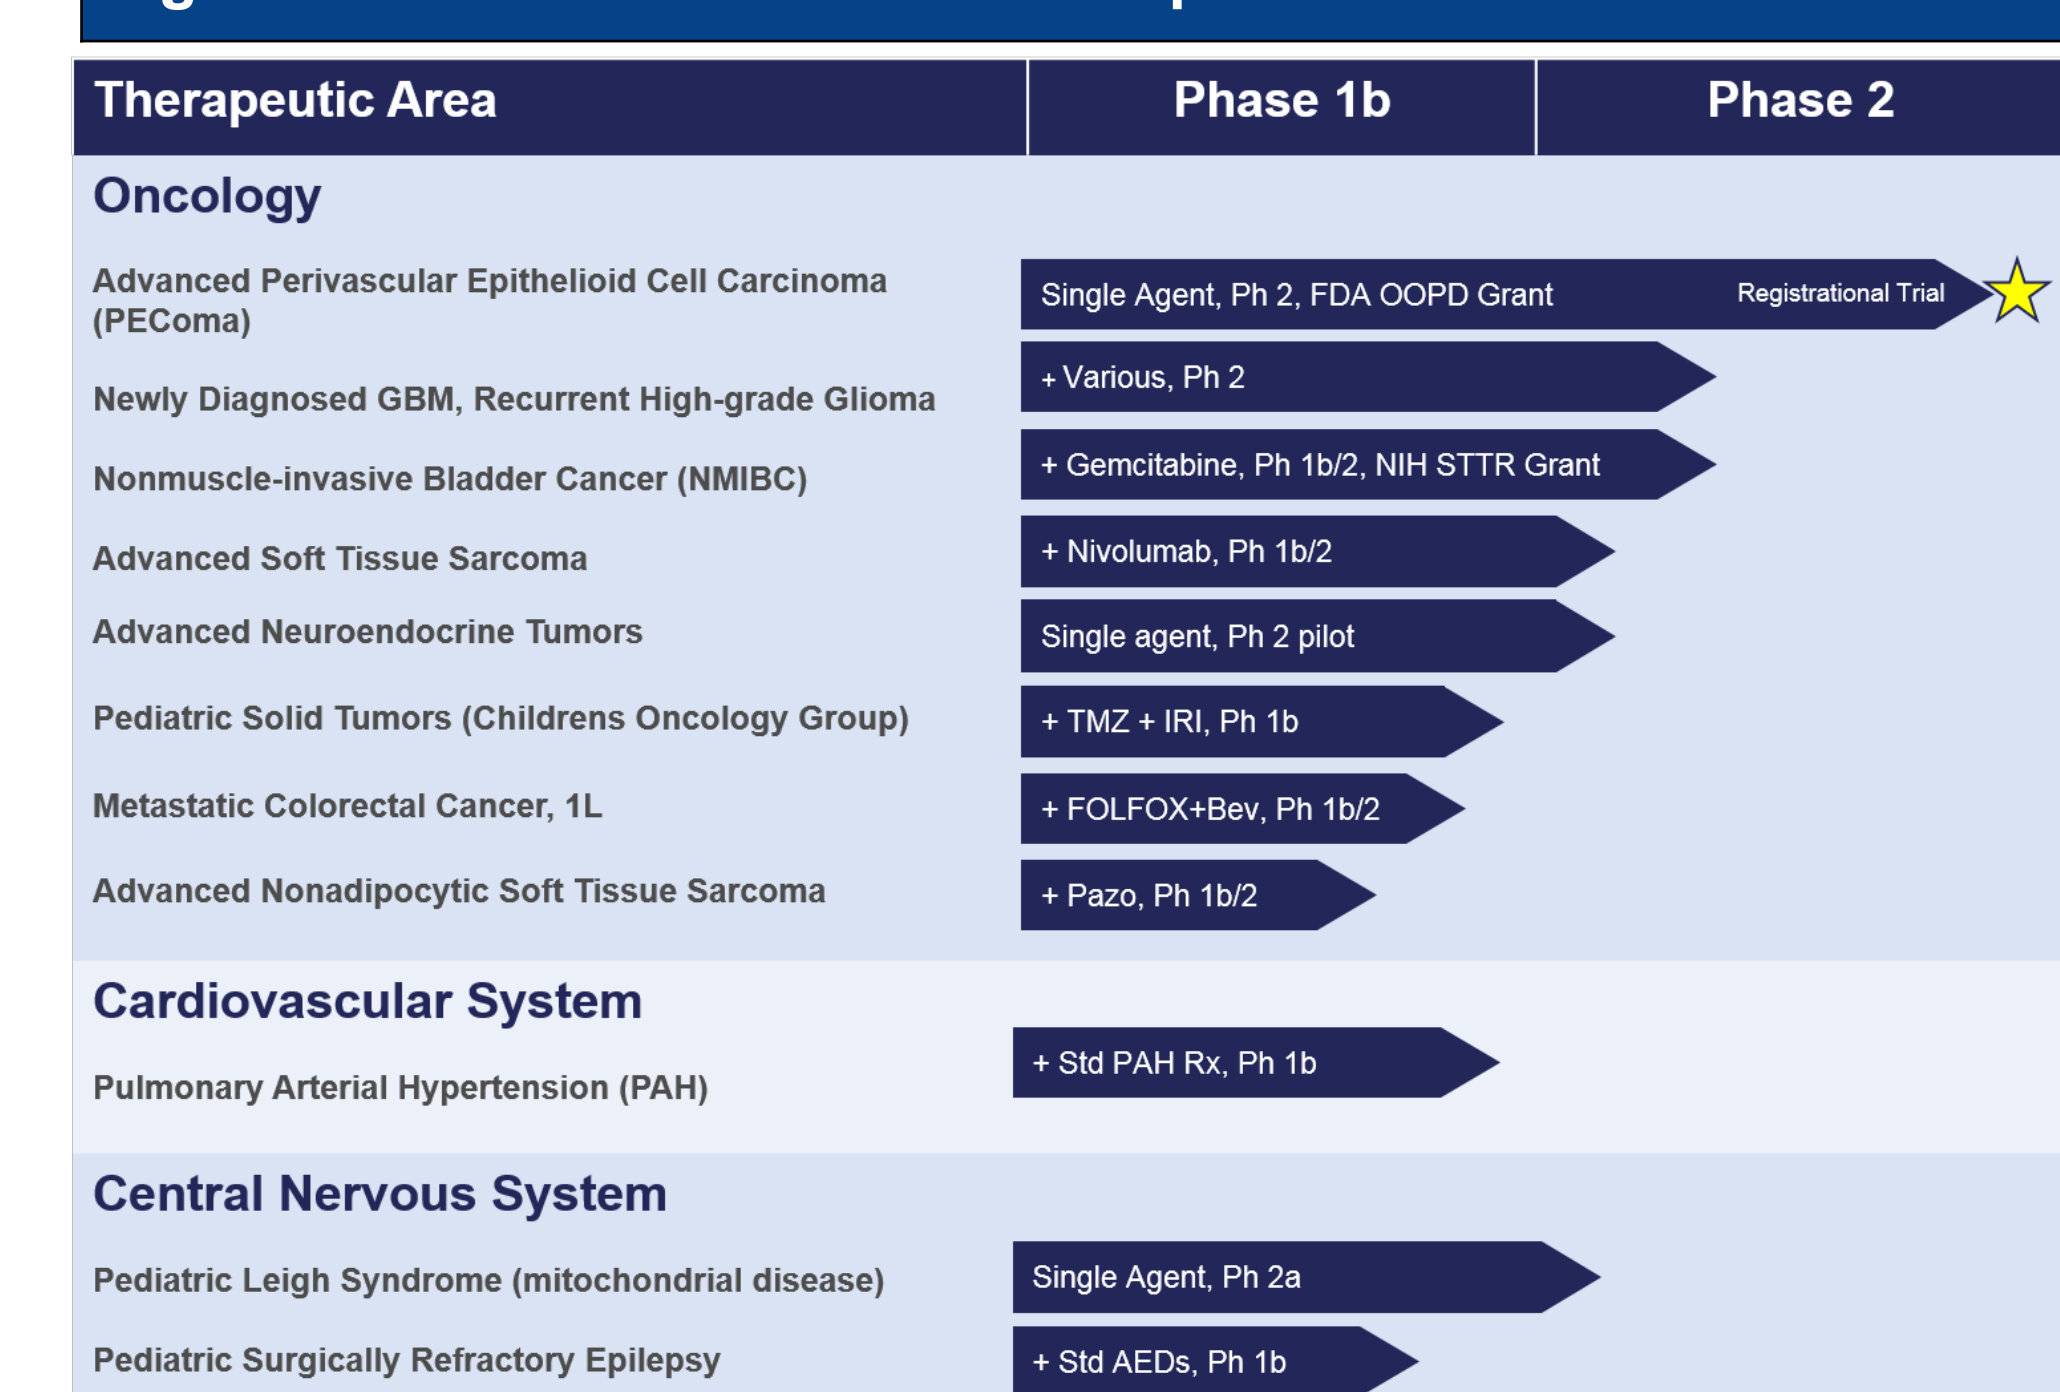 Therapeutic Area Phase 1b Phase 2
Oncology
Advanced Perivascular Epithelioid Cell Carcinoma
(PEComa)
Single Agent, Ph 2, FDA OOPD Grant Registrational Trial
Newly Diagnosed GBM, Recurrent High-grade Glioma
+ Various, Ph 2
Nonmuscle-invasive Bladder Cancer (NMIBC)
+ Gemcitabine, Ph 1b/2, NIH STTR Grant
Advanced Soft Tissue Sarcoma
+ Nivolumab, Ph 1b/2
Advanced Neuroendocrine Tumors
Single agent, Ph 2 pilot
Pediatric Solid Tumors (Childrens Oncology Group)
+ TMZ + IRI, Ph 1b
Metastatic Colorectal Cancer, 1L
+ FOLFOX+Bev, Ph 1b/2
Advanced Nonadipocytic Soft Tissue Sarcoma
+ Pazo, Ph 1b/2
Cardiovascular System
Pulmonary Arterial Hypertension (PAH)
+ Std PAH Rx, Ph 1b
Central Nervous System
Pediatric Leigh Syndrome (mitochondrial disease)
Single Agent, Ph 2a
Pediatric Surgically Refractory Epilepsy
+ Std AEDs, Ph 1b